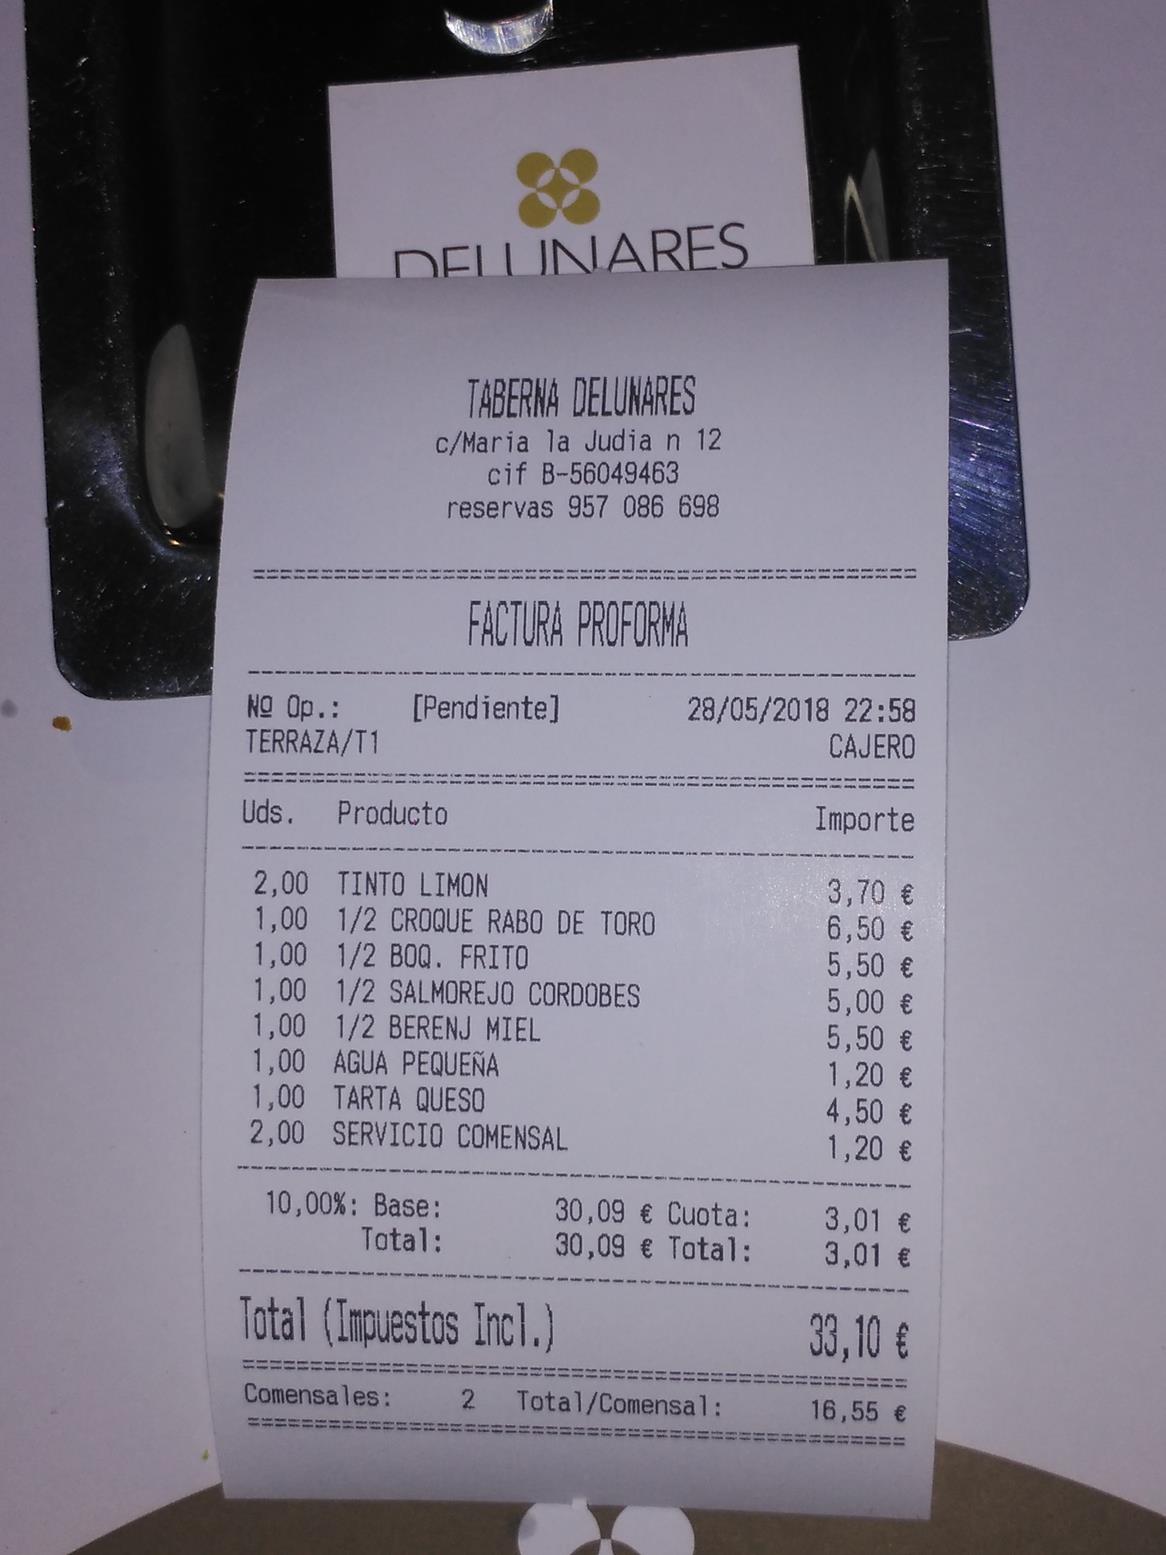 DELUNARES
TABERNA DELUNARES
c/Maria la Judia n 12
cif B-56049463
reservas 957 086 698
FACTURA PROFORMA
Nº Op.: [Pendiente] 28/05/2018 22:58
TERRAZA/T1 CAJERO
Uds. Producto Importe
2,00 TINTO LIMON 3,70 €
1,00 1/2 CROQUE RABO DE TORO 6,50 €
1,00 1/2 BOQ. FRITO 5,50 €
1,00 1/2 SALMOREJO CORDOBES 5,00 €
1,00 1/2 BERENJ MIEL 5,50 €
1,00 AGUA PEQUEÑA 1,20 €
1,00 TARTA QUESO 4,50 €
2,00 SERVICIO COMENSAL 1,20 €
10,00%: Base: 30,09 € Cuota: 3,01 €
Total: 30,09 € Total: 3,01 €
Total (Impuestos Incl.) 33,10 €
Comensales: 2 Total/Comensal: 16,55 €